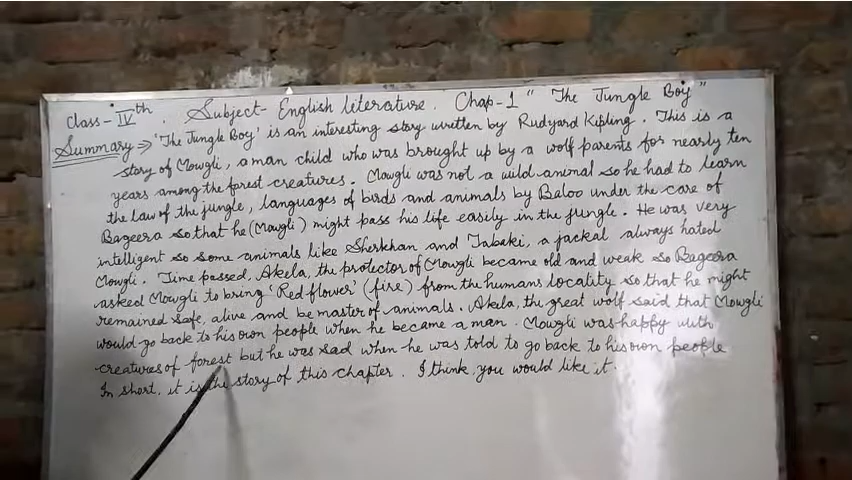 Class-IVth. Subject- English literature. Chap-1 "The Jungle Boy"
Summary ⇒ 'The Jungle Boy' is an interesting story written by Rudyard Kipling. This is a
story of Mowgli, a man child who was brought up by a wolf parents for nearly ten
years among the forest creatures. Mowgli was not a wild animal so he had to learn
the law of the jungle, languages of birds and animals by Baloo under the care of
Bageera so that he (Mowgli) might pass his life easily in the jungle. He was very
intelligent so some animals like Sherkhan and Tabaki, a jackal always hated
Mowgli. Time passed, Akela, the protector of Mowgli became old and weak so Bageera
asked Mowgli to bring 'Red flower' (fire) from the humans locality so that he might
remained safe, alive and be master of animals. Akela, the great wolf said that Mowgli
would go back to his own people when he became a man. Mowgli was happy with
creatures of forest but he was sad when he was told to go back to his own people
In short, it is the story of this chapter. I think, you would like it.